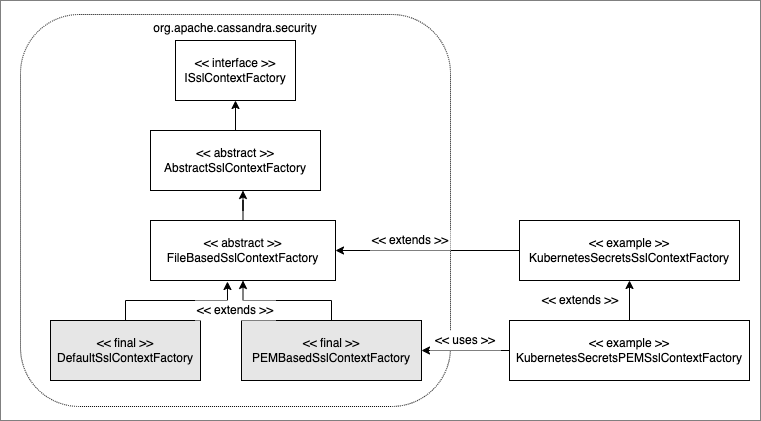 org.apache.cassandra.security
<< interface >>
ISslContextFactory
<< abstract >>
AbstractSslContextFactory
<< abstract >>
FileBasedSslContextFactory
<< extends >>
<< example >>
KubernetesSecretsSslContextFactory
<< extends >>
<< extends >>
<< final >>
DefaultSslContextFactory
<< final >>
PEMBasedSslContextFactory
<< uses >>
<< example >>
KubernetesSecretsPEMSslContextFactory